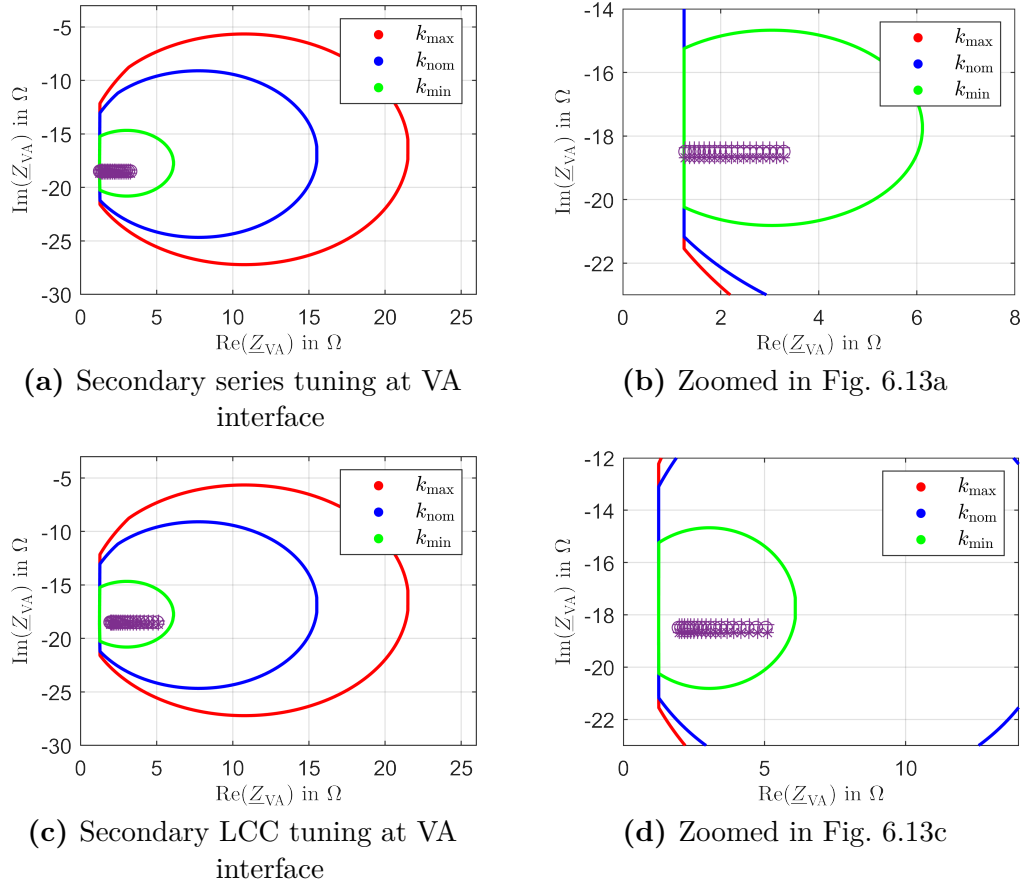 -5
-10
-15
-20
-25
-30
0
5
10
15
20
25
Im(Z_VA) in Ω
Re(Z_VA) in Ω
k_max
k_nom
k_min
(a) Secondary series tuning at VA
interface
-14
-16
-18
-20
-22
0
2
4
6
8
Im(Z_VA) in Ω
Re(Z_VA) in Ω
k_max
k_nom
k_min
(b) Zoomed in Fig. 6.13a
-5
-10
-15
-20
-25
-30
0
5
10
15
20
25
Im(Z_VA) in Ω
Re(Z_VA) in Ω
k_max
k_nom
k_min
(c) Secondary LCC tuning at VA
interface
-12
-14
-16
-18
-20
-22
0
5
10
Im(Z_VA) in Ω
Re(Z_VA) in Ω
k_max
k_nom
k_min
(d) Zoomed in Fig. 6.13c